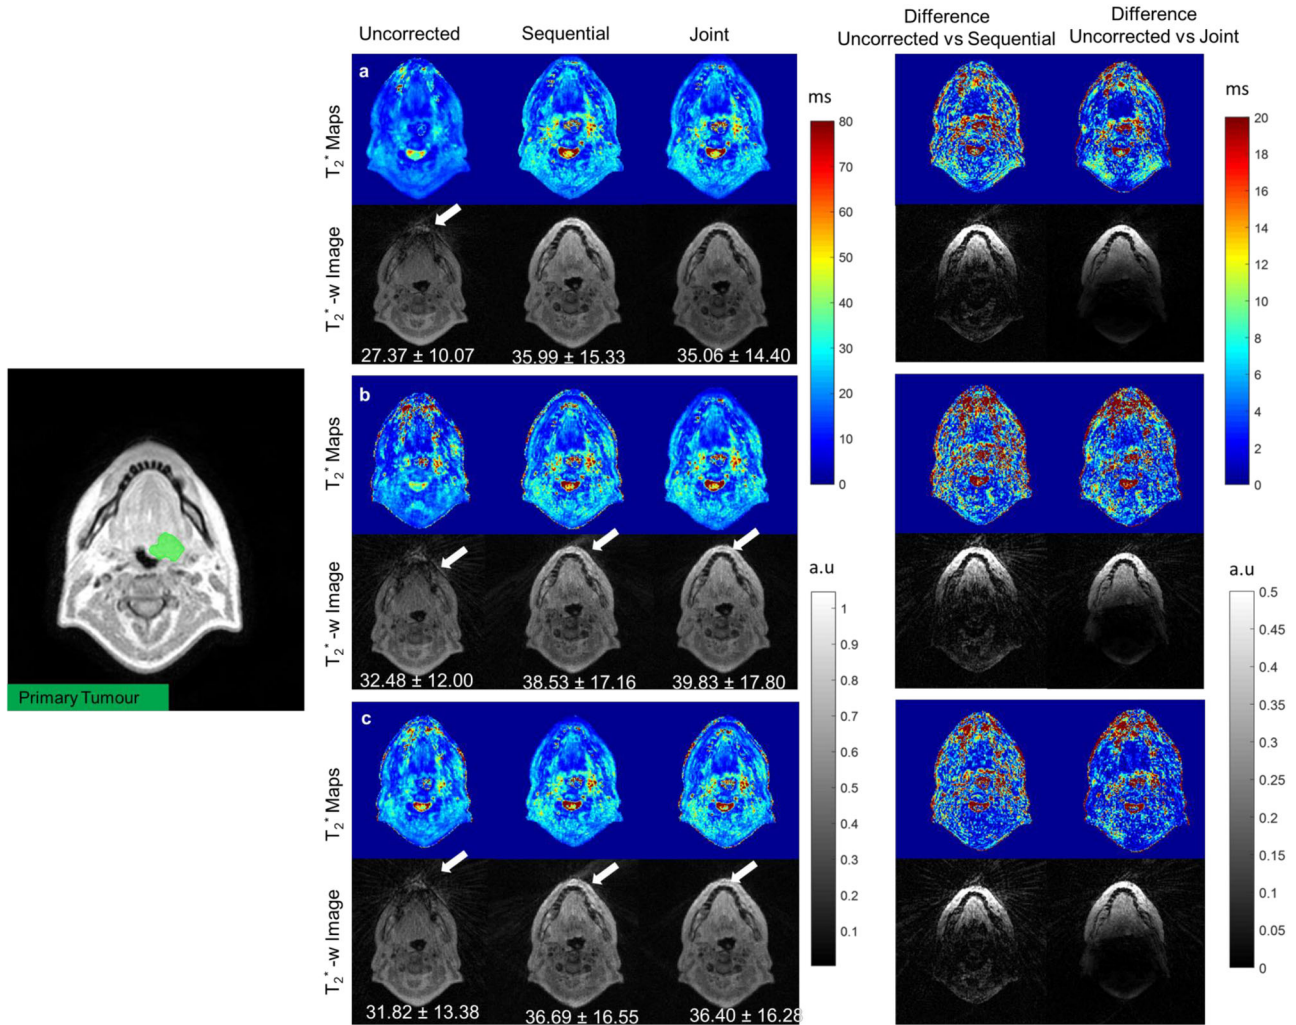 Uncorrected
Sequential
Joint
Difference
Uncorrected vs Sequential
Difference
Uncorrected vs Joint
a
T2* Maps
T2*-w Image
27.37 ± 10.07
35.99 ± 15.33
35.06 ± 14.40
ms
80
70
60
50
40
30
20
10
0
ms
20
18
16
14
12
10
8
6
4
2
0
b
T2* Maps
T2*-w Image
32.48 ± 12.00
38.53 ± 17.16
39.83 ± 17.80
Primary Tumour
c
T2* Maps
T2*-w Image
31.82 ± 13.38
36.69 ± 16.55
36.40 ± 16.28
a.u
1
0.9
0.8
0.7
0.6
0.5
0.4
0.3
0.2
0.1
a.u
0.5
0.45
0.4
0.35
0.3
0.25
0.2
0.15
0.1
0.05
0